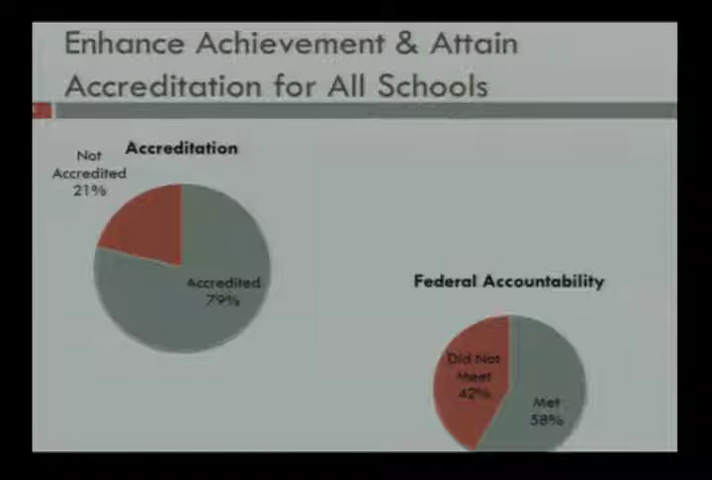 Enhance Achievement & Attain
Accreditation for All Schools
Accreditation
Not
Accredited
21%
Accredited
79%
Federal Accountability
Did Not
Meet
42%
Met
58%